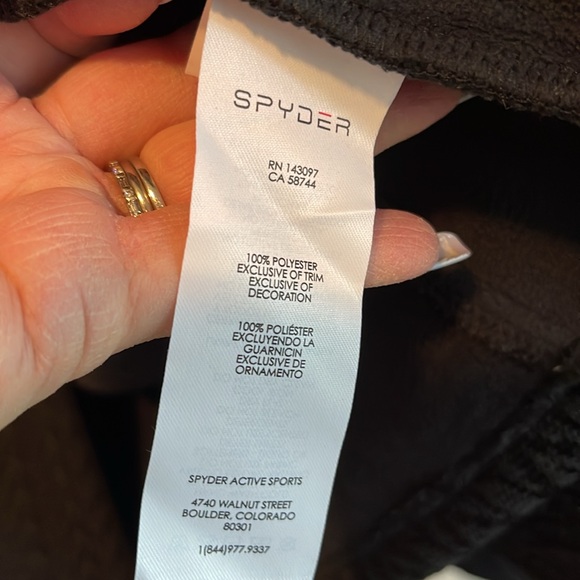 SPYDER
RN 143097
CA 58744
100% POLYESTER
EXCLUSIVE OF TRIM
EXCLUSIVE OF
DECORATION
100% POLIÉSTER
EXCLUYENDO LA
GUARNICIN
EXCLUSIVE DE
ORNAMENTO
SPYDER ACTIVE SPORTS
4740 WALNUT STREET
BOULDER, COLORADO
80301
1(844)977.9337